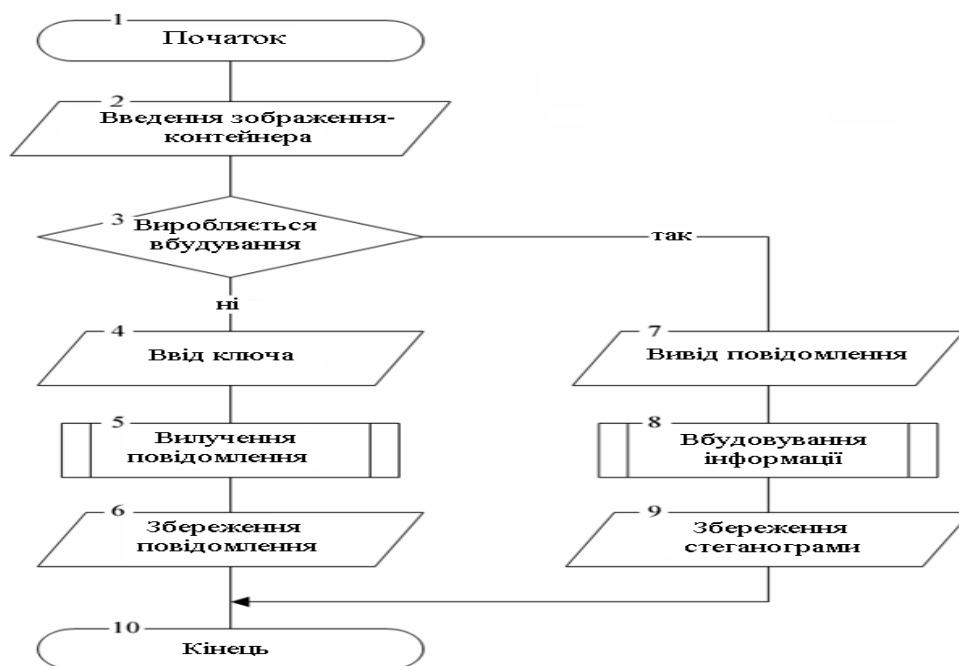 1
Початок
2
Введення зображення-
контейнера
3
Виробляється
вбудування
так
ні
4
Ввід ключа
5
Вилучення
повідомлення
6
Збереження
повідомлення
7
Вивід повідомлення
8
Вбудовування
інформації
9
Збереження
стеганограми
10
Кінець